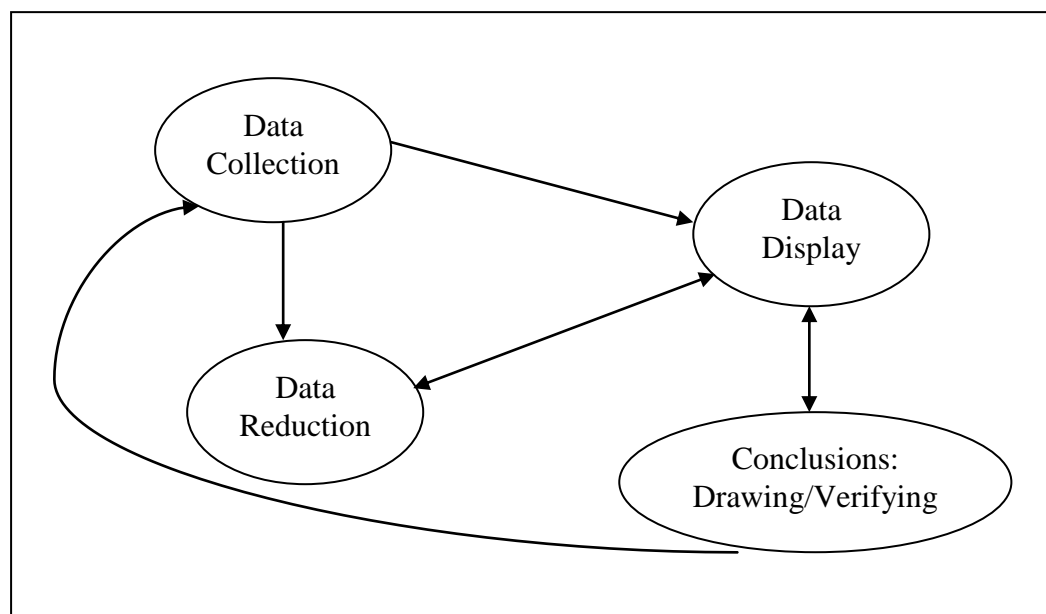 Data
Collection
Data
Display
Data
Reduction
Conclusions:
Drawing/Verifying